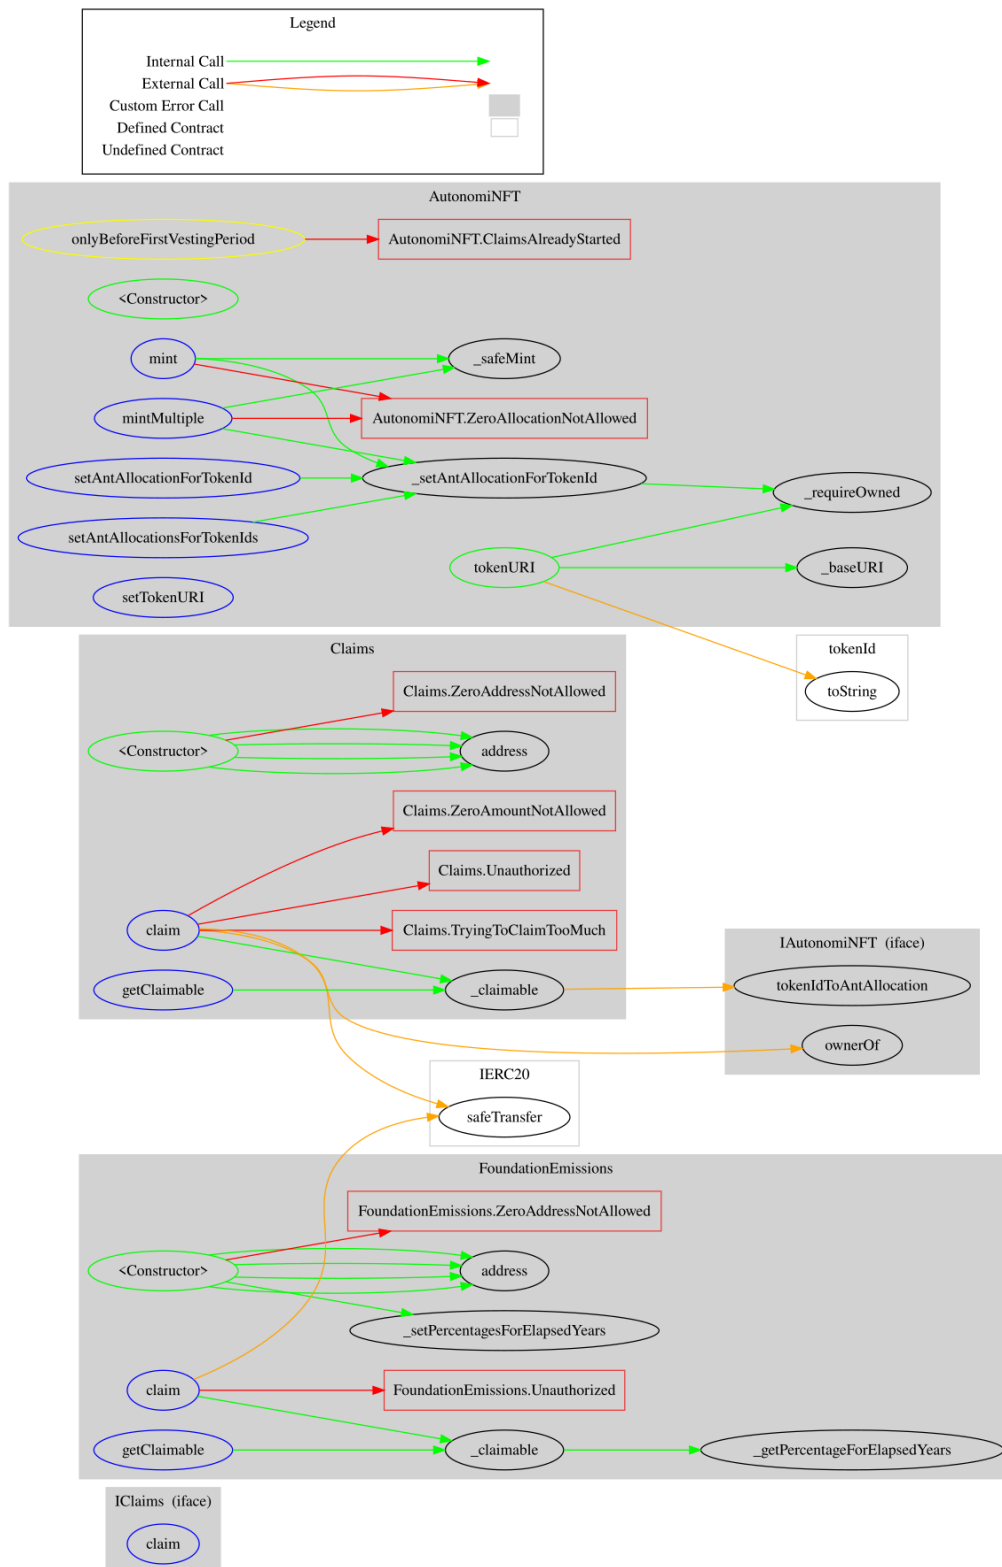 Legend
Internal Call
External Call
Custom Error Call
Defined Contract
Undefined Contract
AutonomiNFT
onlyBeforeFirstVestingPeriod
AutonomiNFT.ClaimsAlreadyStarted
<Constructor>
mint
_safeMint
mintMultiple
AutonomiNFT.ZeroAllocationNotAllowed
setAntAllocationForTokenId
_setAntAllocationForTokenId
_requireOwned
setAntAllocationsForTokenIds
tokenURI
_baseURI
setTokenURI
tokenId
toString
Claims
Claims.ZeroAddressNotAllowed
<Constructor>
address
Claims.ZeroAmountNotAllowed
Claims.Unauthorized
claim
Claims.TryingToClaimTooMuch
getClaimable
_claimable
IAutonomiNFT (iface)
tokenIdToAntAllocation
ownerOf
IERC20
safeTransfer
FoundationEmissions
FoundationEmissions.ZeroAddressNotAllowed
<Constructor>
address
_setPercentagesForElapsedYears
claim
FoundationEmissions.Unauthorized
getClaimable
_claimable
_getPercentageForElapsedYears
IClaims (iface)
claim